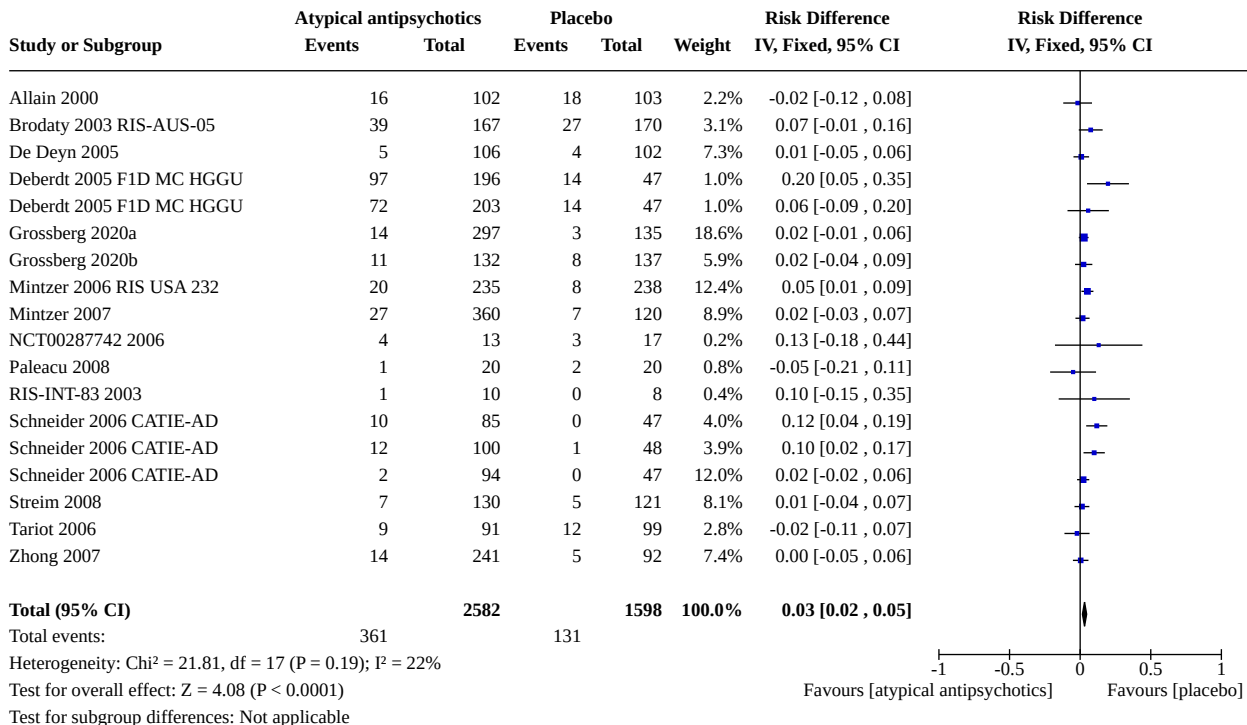 Atypical antipsychotics Placebo Risk Difference Risk Difference
Study or Subgroup Events Total Events Total Weight IV, Fixed, 95% CI IV, Fixed, 95% CI
Allain 2000 16 102 18 103 2.2% -0.02 [-0.12 , 0.08]
Brodaty 2003 RIS-AUS-05 39 167 27 170 3.1% 0.07 [-0.01 , 0.16]
De Deyn 2005 5 106 4 102 7.3% 0.01 [-0.05 , 0.06]
Deberdt 2005 F1D MC HGGU 97 196 14 47 1.0% 0.20 [0.05 , 0.35]
Deberdt 2005 F1D MC HGGU 72 203 14 47 1.0% 0.06 [-0.09 , 0.20]
Grossberg 2020a 14 297 3 135 18.6% 0.02 [-0.01 , 0.06]
Grossberg 2020b 11 132 8 137 5.9% 0.02 [-0.04 , 0.09]
Mintzer 2006 RIS USA 232 20 235 8 238 12.4% 0.05 [0.01 , 0.09]
Mintzer 2007 27 360 7 120 8.9% 0.02 [-0.03 , 0.07]
NCT00287742 2006 4 13 3 17 0.2% 0.13 [-0.18 , 0.44]
Paleacu 2008 1 20 2 20 0.8% -0.05 [-0.21 , 0.11]
RIS-INT-83 2003 1 10 0 8 0.4% 0.10 [-0.15 , 0.35]
Schneider 2006 CATIE-AD 10 85 0 47 4.0% 0.12 [0.04 , 0.19]
Schneider 2006 CATIE-AD 12 100 1 48 3.9% 0.10 [0.02 , 0.17]
Schneider 2006 CATIE-AD 2 94 0 47 12.0% 0.02 [-0.02 , 0.06]
Streim 2008 7 130 5 121 8.1% 0.01 [-0.04 , 0.07]
Tariot 2006 9 91 12 99 2.8% -0.02 [-0.11 , 0.07]
Zhong 2007 14 241 5 92 7.4% 0.00 [-0.05 , 0.06]
Total (95% CI) 2582 1598 100.0% 0.03 [0.02 , 0.05]
Total events: 361 131
Heterogeneity: Chi² = 21.81, df = 17 (P = 0.19); I² = 22%
-1 -0.5 0 0.5 1
Test for overall effect: Z = 4.08 (P < 0.0001)
Favours [atypical antipsychotics] Favours [placebo]
Test for subgroup differences: Not applicable